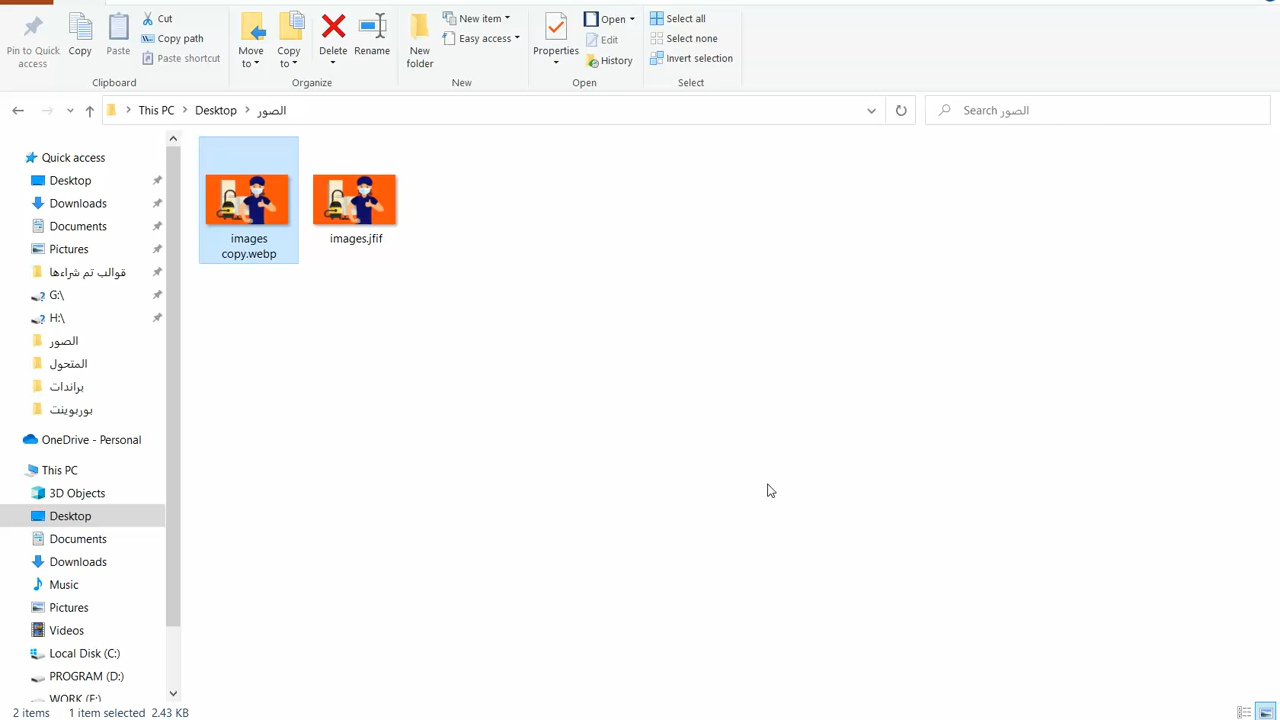 Pin to Quick access
Copy
Paste
Cut
Copy path
Paste shortcut
Clipboard
Move to
Copy to
Delete
Rename
Organize
New folder
New item
Easy access
New
Properties
Open
Edit
History
Open
Select all
Select none
Invert selection
Select
This PC
Desktop
الصور
Search الصور
Quick access
Desktop
Downloads
Documents
Pictures
قوالب تم شراءها
G:\
H:\
الصور
المتحول
براندات
بوربوينت
OneDrive - Personal
This PC
3D Objects
Desktop
Documents
Downloads
Music
Pictures
Videos
Local Disk (C:)
PROGRAM (D:)
WORK (E:)
images
copy.webp
images.jfif
2 items
1 item selected 2.43 KB